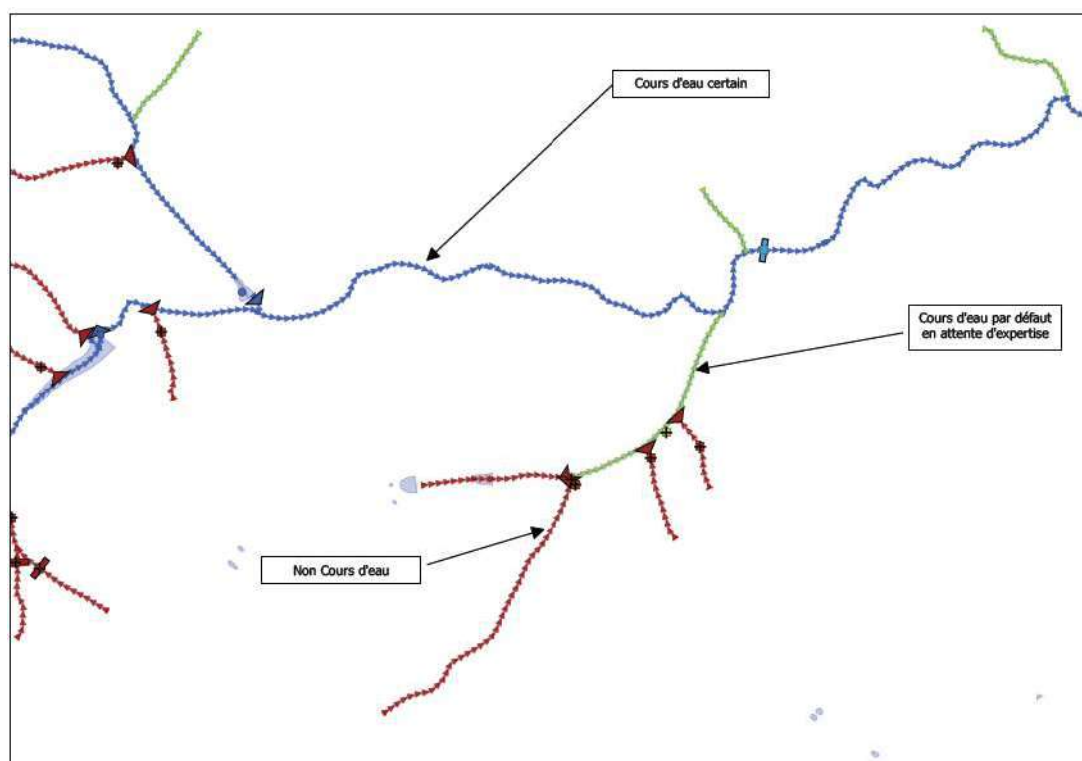 Cours d'eau certain
Cours d'eau par défaut
en attente d'expertise
Non Cours d'eau